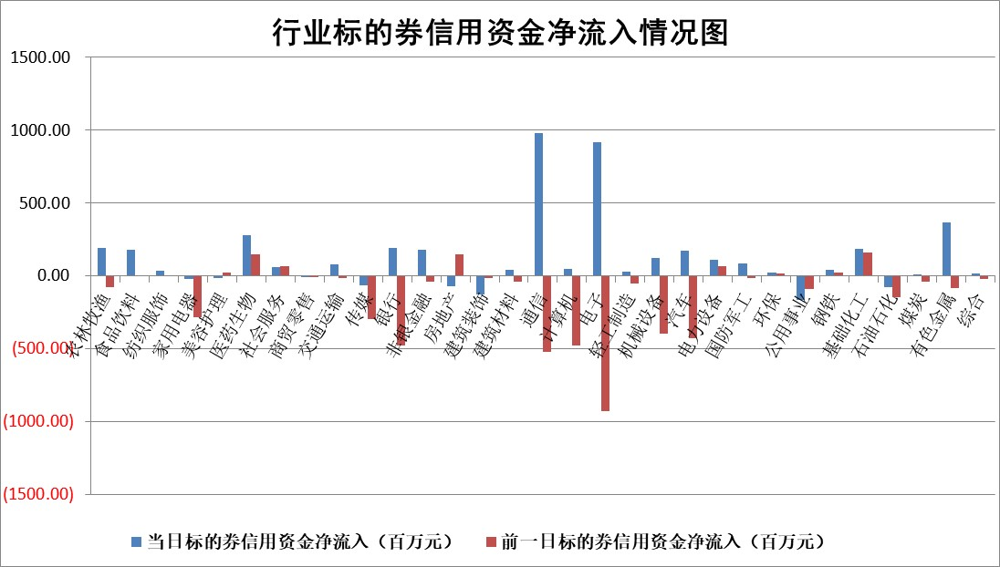 行业标的券信用资金净流入情况图
1500.00
1000.00
500.00
0.00
(500.00)
(1000.00)
(1500.00)
农林牧渔
食品饮料
纺织服饰
家用电器
美容护理
医药生物
社会服务
商贸零售
交通运输
传媒
银行
非银金融
房地产
建筑装饰
建筑材料
通信
计算机
电子
轻工制造
机械设备
汽车
电力设备
国防军工
环保
公用事业
钢铁
基础化工
石油石化
煤炭
有色金属
综合
当日标的券信用资金净流入（百万元）
前一日标的券信用资金净流入（百万元）